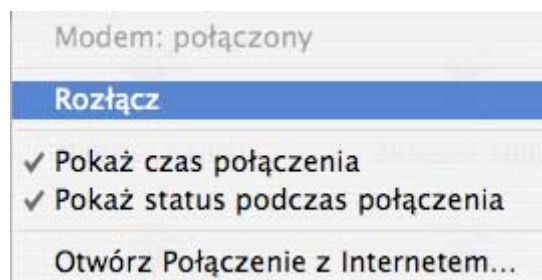 Modem: połączony
Rozłącz
✓ Pokaż czas połączenia
✓ Pokaż status podczas połączenia
Otwórz Połączenie z Internetem...